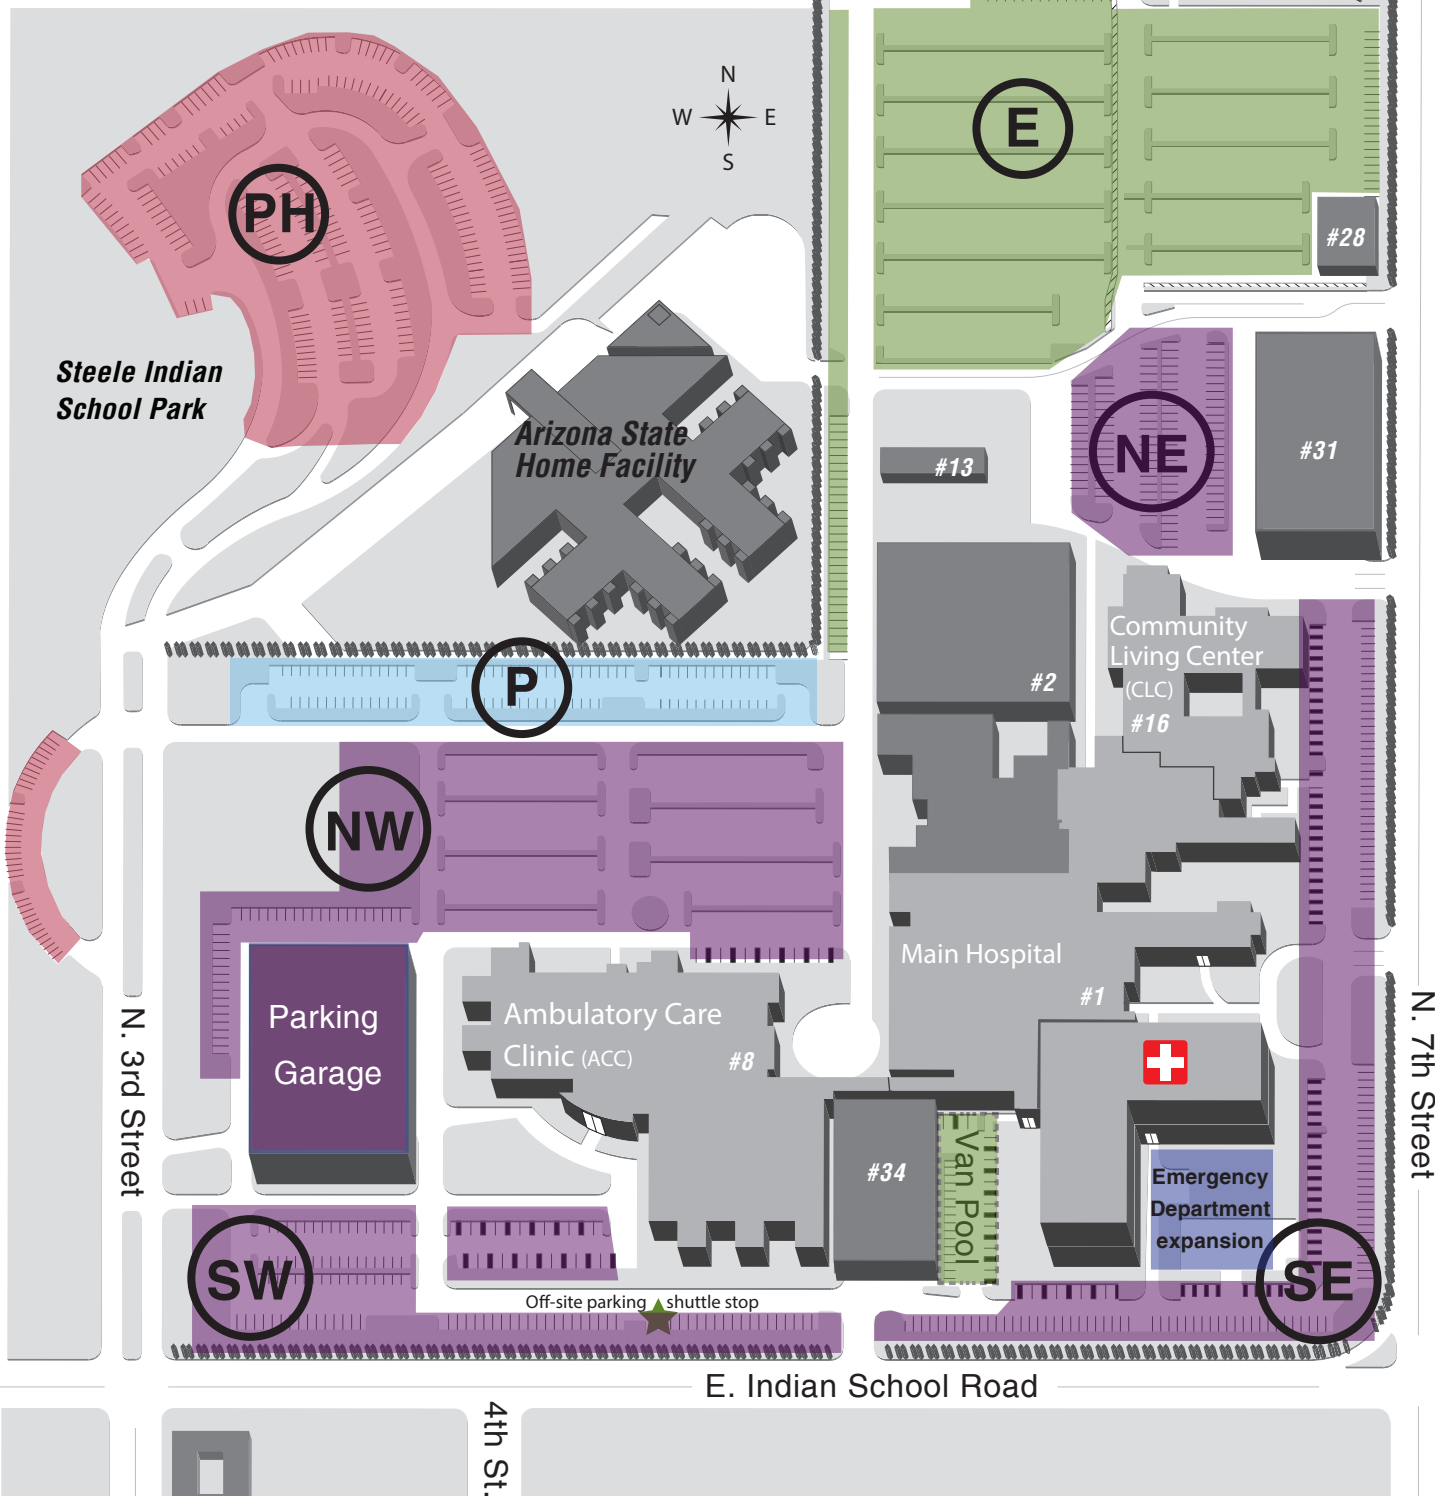 N
W E
S
E
PH
#28
Steele Indian
School Park
Arizona State
Home Facility
#13
NE
#31
Community
Living Center
(CLC)
#16
#2
P
NW
Main Hospital
#1
Parking
Garage
Ambulatory Care
Clinic (ACC)
#8
N. 3rd Street
N. 7th Street
#34
Van Pool
Emergency
Department
expansion
SW
SE
Off-site parking shuttle stop
E. Indian School Road
4th St.